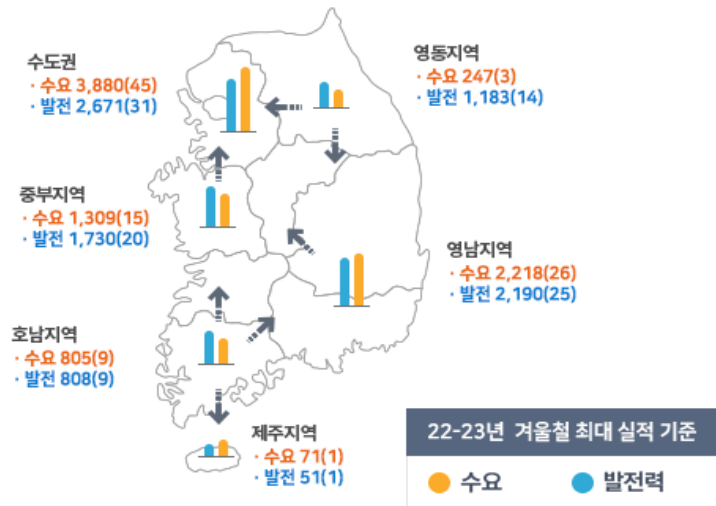 수도권
· 수요 3,880(45)
· 발전 2,671(31)
영동지역
· 수요 247(3)
· 발전 1,183(14)
중부지역
· 수요 1,309(15)
· 발전 1,730(20)
영남지역
· 수요 2,218(26)
· 발전 2,190(25)
호남지역
· 수요 805(9)
· 발전 808(9)
제주지역
· 수요 71(1)
· 발전 51(1)
22-23년 겨울철 최대 실적 기준
수요
발전력